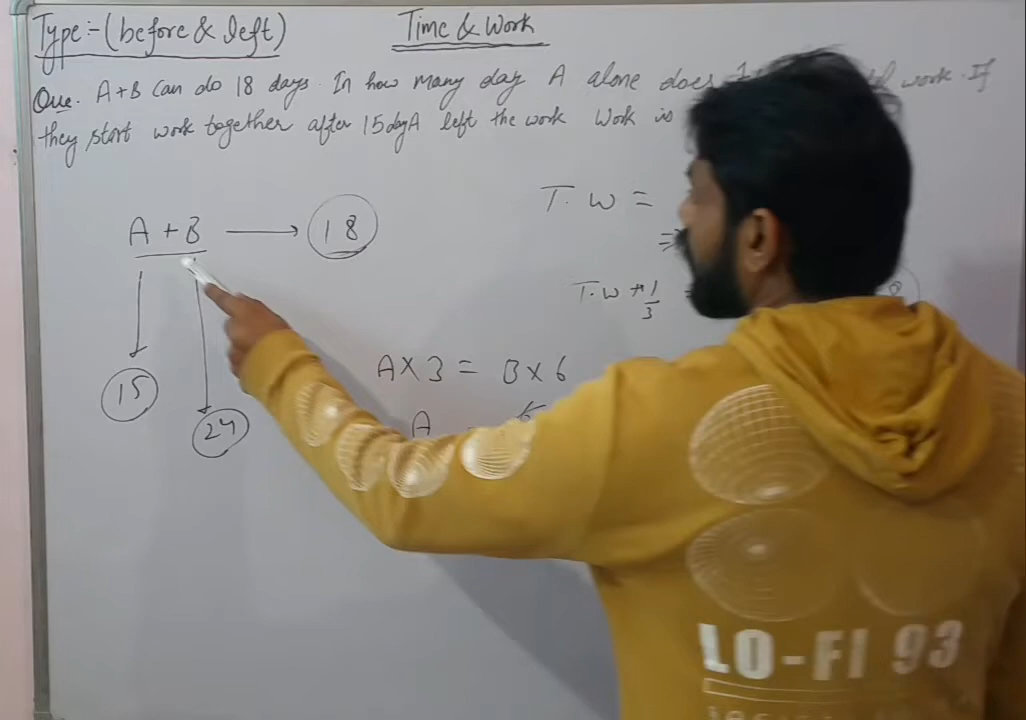 Type:-(before & left)
Time & Work
Que. A+B Can do 18 days. In how many day A alone does work. If
they start work together after 15 day A left the work Work is
A + B → 18
T. W =
T.W * 1/3
15
24
A×3 = B×6
A
LO-FI 93